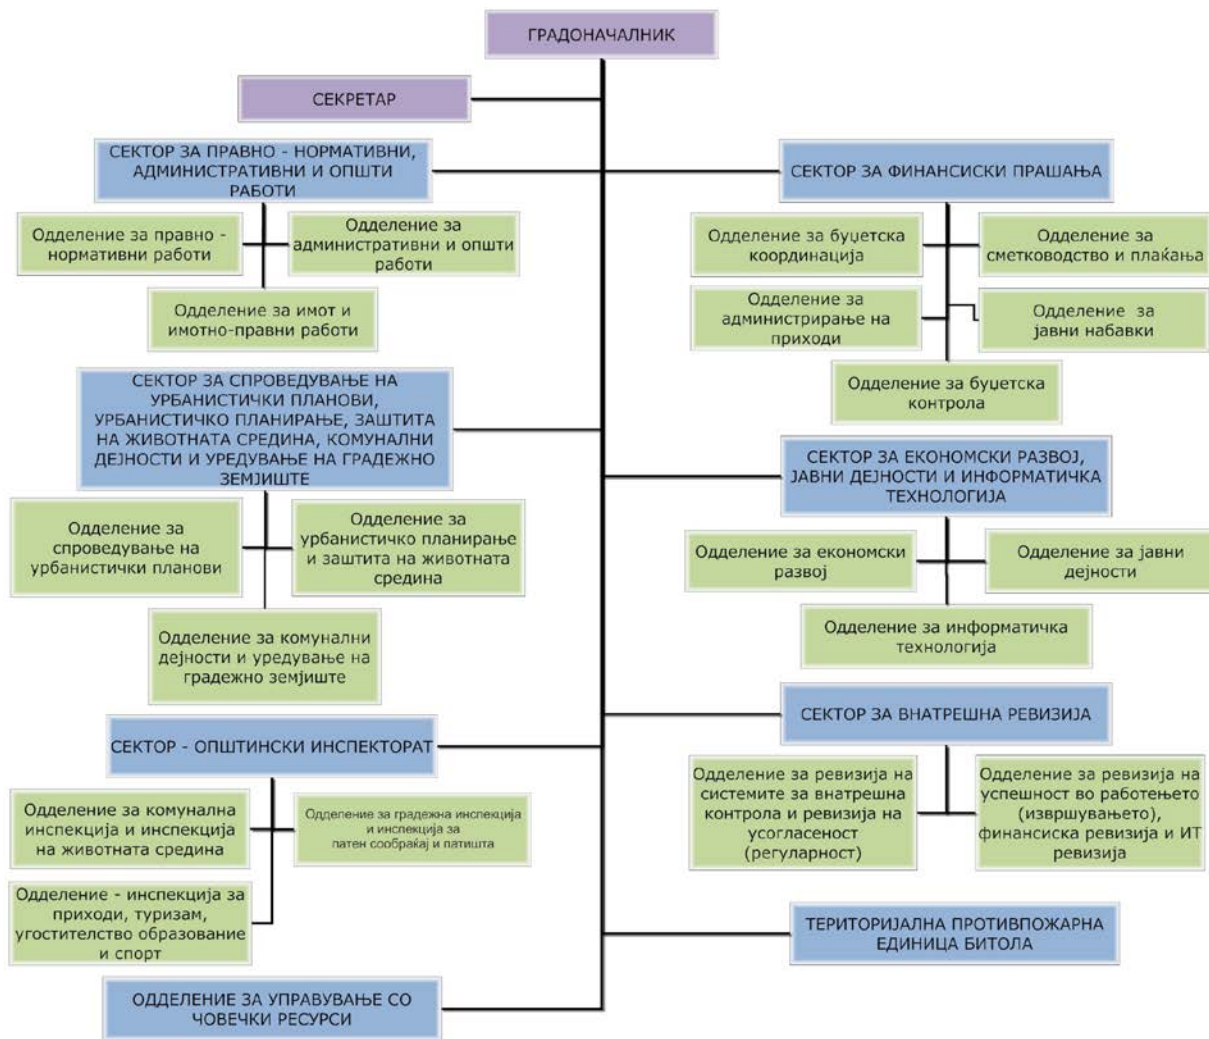 ГРАДОНАЧАЛНИК
СЕКРЕТАР
СЕКТОР ЗА ПРАВНО - НОРМАТИВНИ,
АДМИНИСТРАТИВНИ И ОПШТИ
РАБОТИ
Одделение за правно -
нормативни работи
Одделение за
административни и општи
работи
Одделение за имот и
имотно-правни работи
СЕКТОР ЗА ФИНАНСИСКИ ПРАШАЊА
Одделение за буџетска
координација
Одделение за
сметководство и плаќања
Одделение за
администрирање на
приходи
Одделение за
јавни набавки
Одделение за буџетска
контрола
СЕКТОР ЗА СПРОВЕДУВАЊЕ НА
УРБАНИСТИЧКИ ПЛАНОВИ,
УРБАНИСТИЧКО ПЛАНИРАЊЕ, ЗАШТИТА
НА ЖИВОТНАТА СРЕДИНА, КОМУНАЛНИ
ДЕЈНОСТИ И УРЕДУВАЊЕ НА ГРАДЕЖНО
ЗЕМЈИШТЕ
Одделение за
спроведување на
урбанистички планови
Одделение за
урбанистичко планирање
и заштита на животната
средина
Одделение за комунални
дејности и уредување на
градежно земјиште
СЕКТОР ЗА ЕКОНОМСКИ РАЗВОЈ,
ЈАВНИ ДЕЈНОСТИ И ИНФОРМАТИЧКА
ТЕХНОЛОГИЈА
Одделение за економски
развој
Одделение за јавни
дејности
Одделение за информатичка
технологија
СЕКТОР - ОПШТИНСКИ ИНСПЕКТОРАТ
Одделение за комунална
инспекција и инспекција
на животната средина
Одделение за градежна инспекција
и инспекција за
патен сообраќај и патишта
Одделение - инспекција за
приходи, туризам,
угостителство образование
и спорт
СЕКТОР ЗА ВНАТРЕШНА РЕВИЗИЈА
Одделение за ревизија на
системите за внатрешна
контрола и ревизија на
усогласеност
(регуларност)
Одделение за ревизија на
успешност во работењето
(извршувањето),
финансиска ревизија и ИТ
ревизија
ТЕРИТОРИЈАЛНА ПРОТИВПОЖАРНА
ЕДИНИЦА БИТОЛА
ОДДЕЛЕНИЕ ЗА УПРАВУВАЊЕ СО
ЧОВЕЧКИ РЕСУРСИ